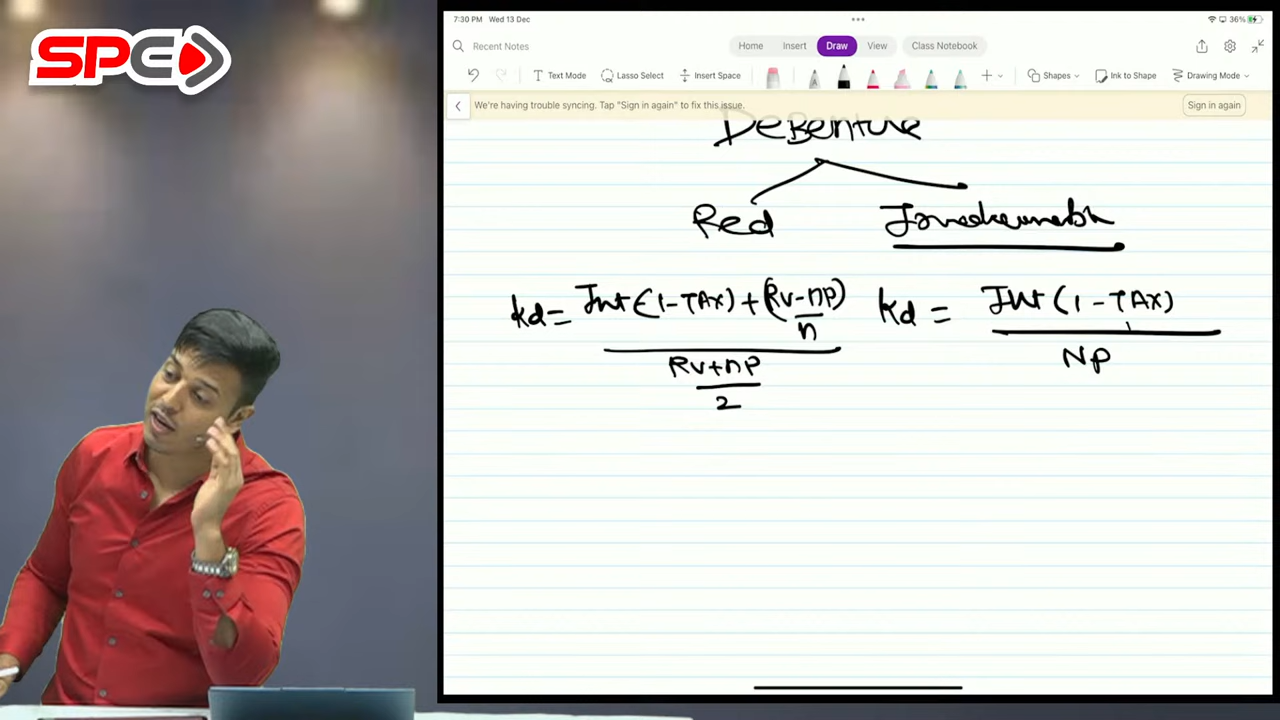 SPED
7:30 PM Wed 13 Dec
36%
Recent Notes
Home Insert Draw View Class Notebook
Text Mode Lasso Select Insert Space Shapes Ink to Shape Drawing Mode
We're having trouble syncing. Tap "Sign in again" to fix this issue.
Sign in again
DeBenture
Red
Kd = Int (1-TAx) + (Rv-np)
n
Rv+np
2
Kd = Int (1-TAx)
NP